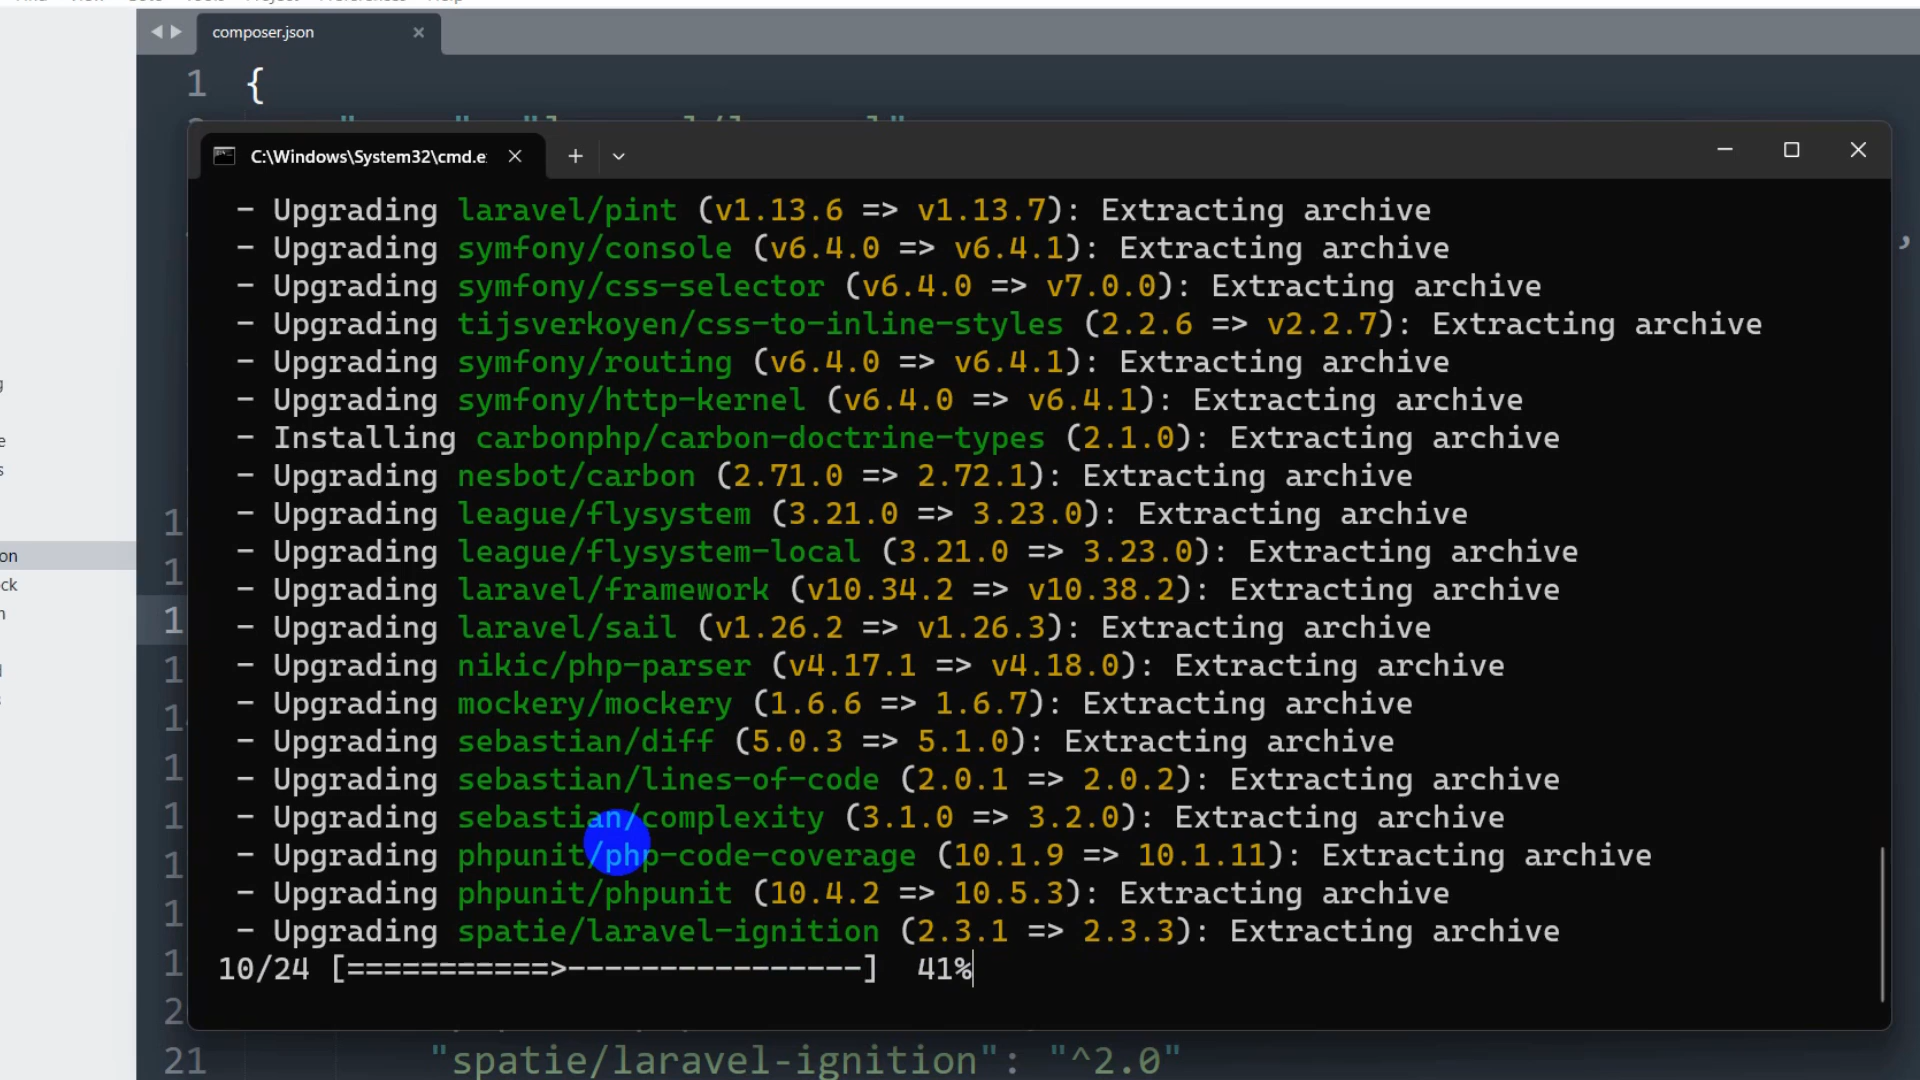 composer.json
1 {
C:\Windows\System32\cmd.e
- Upgrading laravel/pint (v1.13.6 => v1.13.7): Extracting archive
- Upgrading symfony/console (v6.4.0 => v6.4.1): Extracting archive
- Upgrading symfony/css-selector (v6.4.0 => v7.0.0): Extracting archive
- Upgrading tijsverkoyen/css-to-inline-styles (2.2.6 => v2.2.7): Extracting archive
- Upgrading symfony/routing (v6.4.0 => v6.4.1): Extracting archive
- Upgrading symfony/http-kernel (v6.4.0 => v6.4.1): Extracting archive
- Installing carbonphp/carbon-doctrine-types (2.1.0): Extracting archive
- Upgrading nesbot/carbon (2.71.0 => 2.72.1): Extracting archive
- Upgrading league/flysystem (3.21.0 => 3.23.0): Extracting archive
- Upgrading league/flysystem-local (3.21.0 => 3.23.0): Extracting archive
- Upgrading laravel/framework (v10.34.2 => v10.38.2): Extracting archive
- Upgrading laravel/sail (v1.26.2 => v1.26.3): Extracting archive
- Upgrading nikic/php-parser (v4.17.1 => v4.18.0): Extracting archive
- Upgrading mockery/mockery (1.6.6 => 1.6.7): Extracting archive
- Upgrading sebastian/diff (5.0.3 => 5.1.0): Extracting archive
- Upgrading sebastian/lines-of-code (2.0.1 => 2.0.2): Extracting archive
- Upgrading sebastian/complexity (3.1.0 => 3.2.0): Extracting archive
- Upgrading phpunit/php-code-coverage (10.1.9 => 10.1.11): Extracting archive
- Upgrading phpunit/phpunit (10.4.2 => 10.5.3): Extracting archive
- Upgrading spatie/laravel-ignition (2.3.1 => 2.3.3): Extracting archive
10/24 [===========>----------------] 41%
21 "spatie/laravel-ignition": "^2.0"